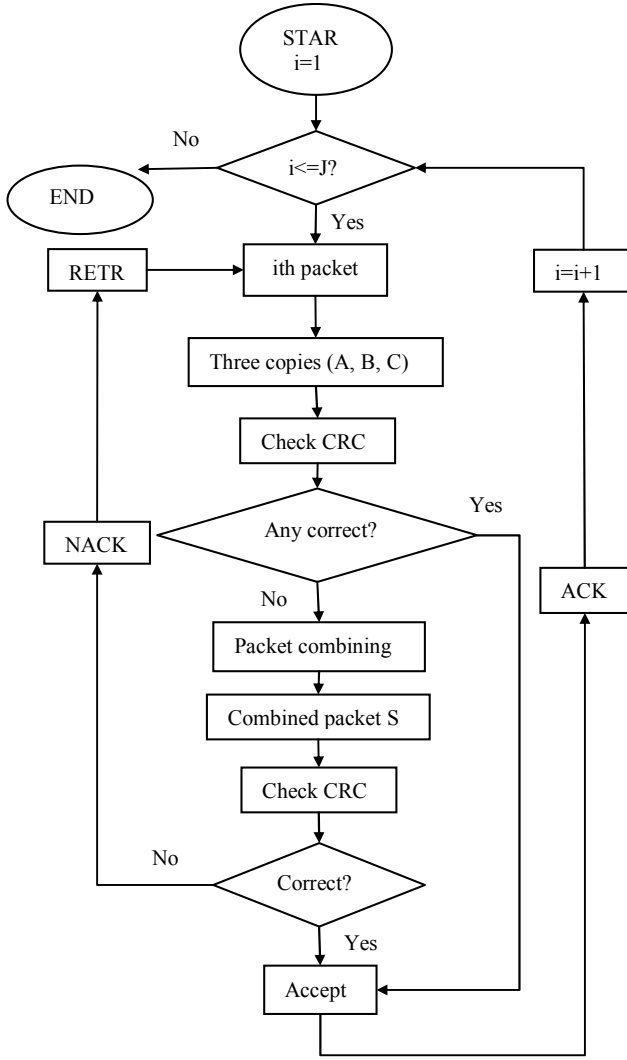 STAR
i=1
No
i<=J?
END
Yes
RETR
ith packet
i=i+1
Three copies (A, B, C)
Check CRC
Yes
Any correct?
NACK
ACK
No
Packet combining
Combined packet S
Check CRC
No
Correct?
Yes
Accept